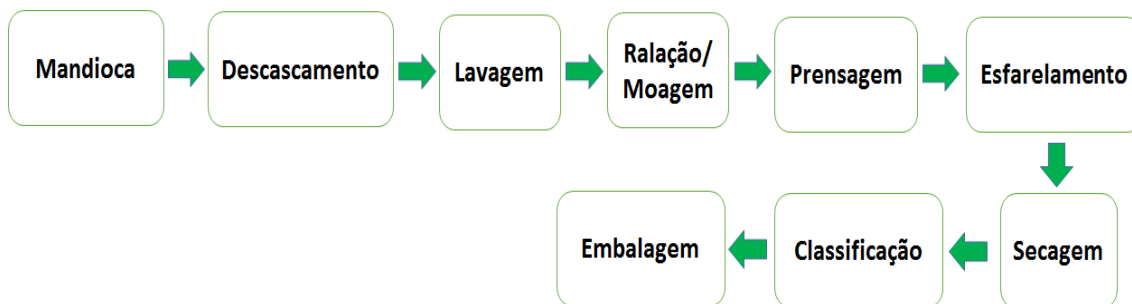 Mandioca
Descascamento
Lavagem
Ralação/
Moagem
Prensagem
Esfarelamento
Secagem
Classificação
Embalagem